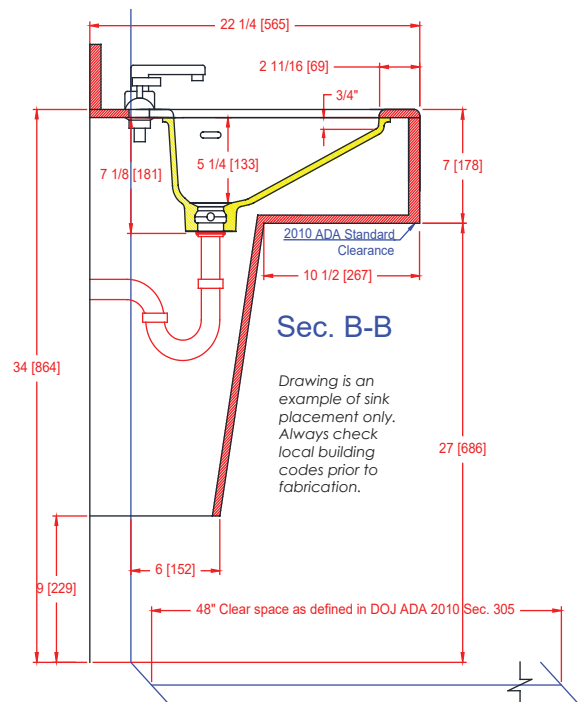 22 1/4 [565]
2 11/16 [69]
3/4"
5 1/4 [133]
7 1/8 [181]
7 [178]
2010 ADA Standard
Clearance
10 1/2 [267]
Sec. B-B
34 [864]
Drawing is an
example of sink
placement only.
Always check
local building
codes prior to
fabrication.
27 [686]
6 [152]
9 [229]
48" Clear space as defined in DOJ ADA 2010 Sec. 305